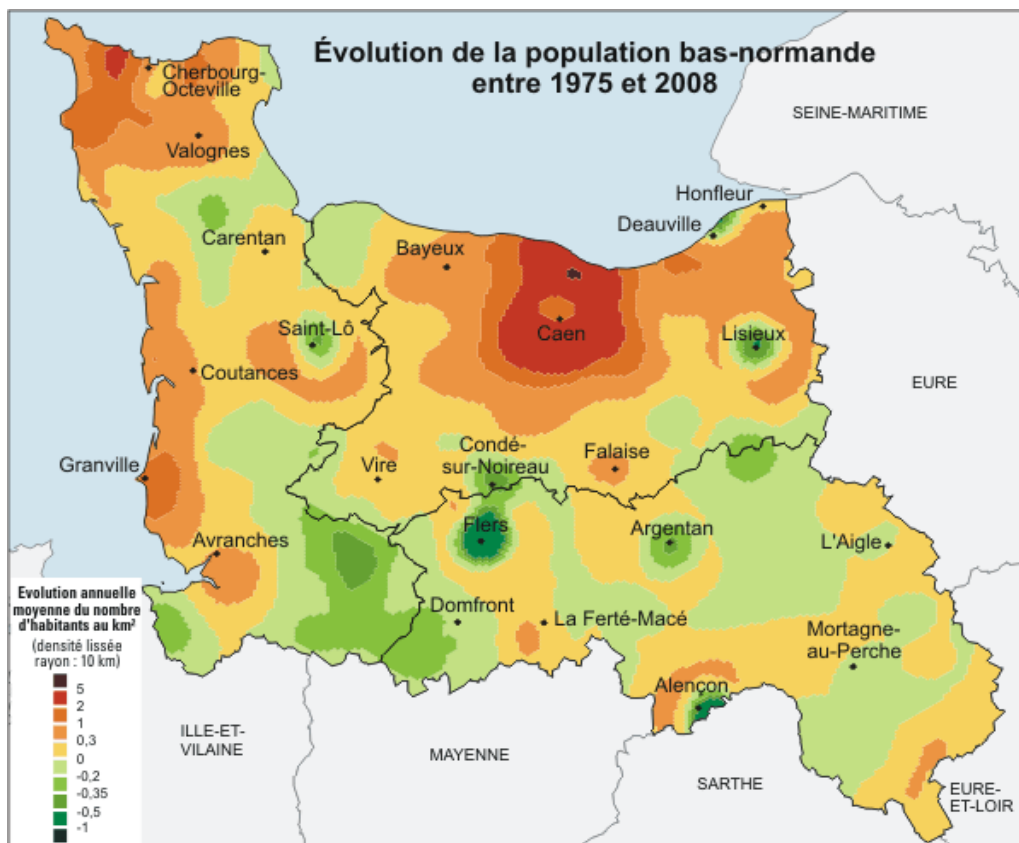 Évolution de la population bas-normande
entre 1975 et 2008
SEINE-MARITIME
Cherbourg-
Octeville
Valognes
Honfleur
Deauville
Carentan
Bayeux
Saint-Lô
Caen
Lisieux
Coutances
EURE
Granville
Vire
Condé-
sur-Noireau
Falaise
Avranches
Flers
Argentan
L'Aigle
Domfront
La Ferté-Macé
Mortagne-
au-Perche
Alençon
ILLE-ET-
VILAINE
MAYENNE
SARTHE
EURE-
ET-LOIR
Evolution annuelle
moyenne du nombre
d'habitants au km²
(densité lissée
rayon : 10 km)
5
2
1
0,3
0
-0,2
-0,35
-0,5
-1